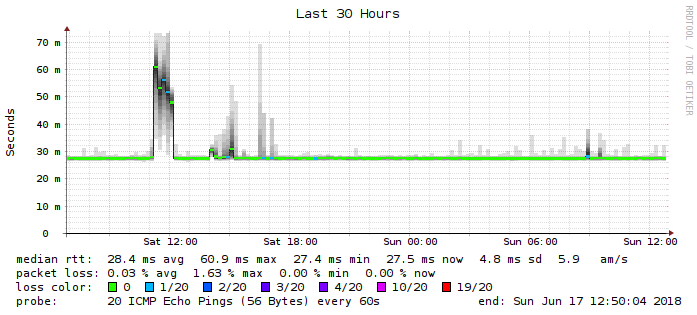 Last 30 Hours
RRDTOOL / TOBI OETIKER
Seconds
70 m
60 m
50 m
40 m
30 m
20 m
10 m
0
Sat 12:00 Sat 18:00 Sun 00:00 Sun 06:00 Sun 12:00
median rtt: 28.4 ms avg 60.9 ms max 27.4 ms min 27.5 ms now 4.8 ms sd 5.9 am/s
packet loss: 0.03 % avg 1.63 % max 0.00 % min 0.00 % now
loss color: 0 1/20 2/20 3/20 4/20 10/20 19/20
probe: 20 ICMP Echo Pings (56 Bytes) every 60s end: Sun Jun 17 12:50:04 2018